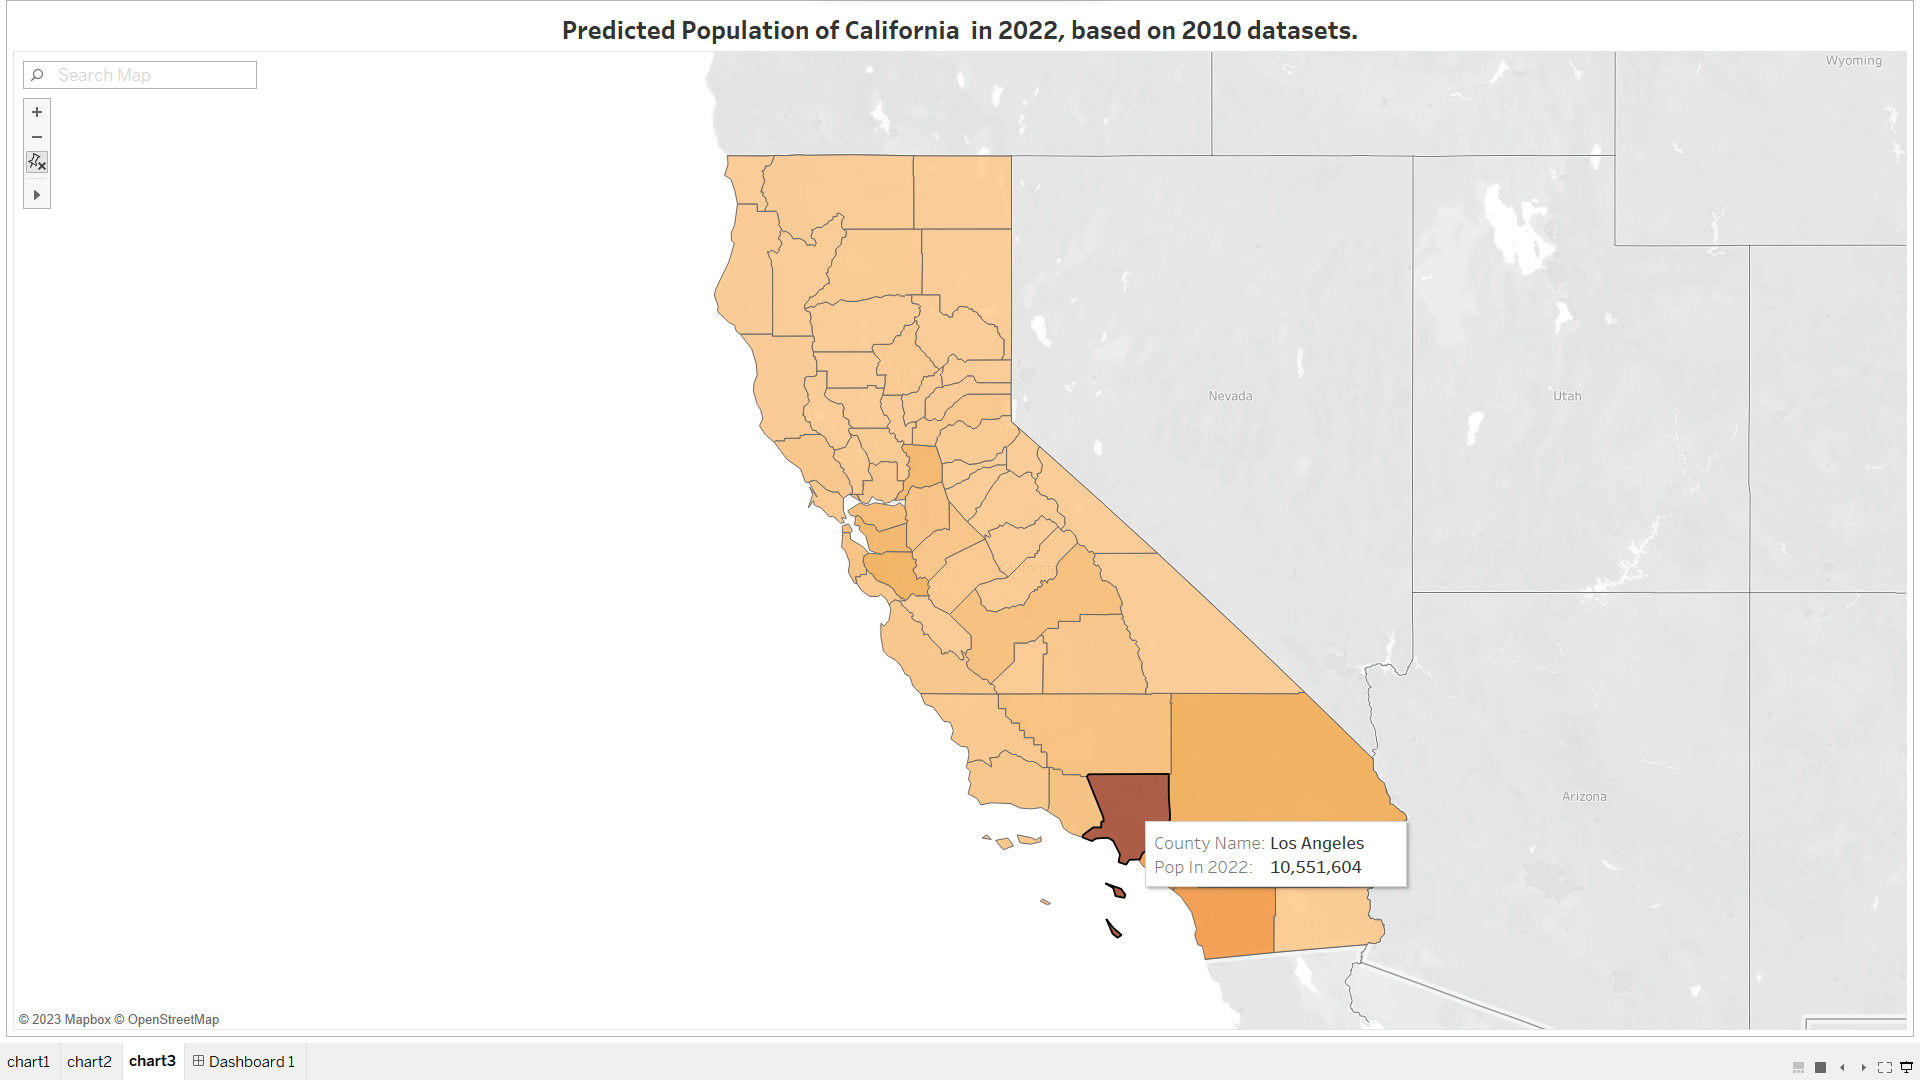 Predicted Population of California  in 2022, based on 2010 datasets.
Search Map
Wyoming
Nevada
Utah
California
Arizona
County Name: Los Angeles
Pop In 2022: 10,551,604
© 2023 Mapbox © OpenStreetMap
chart1 chart2 chart3 Dashboard 1